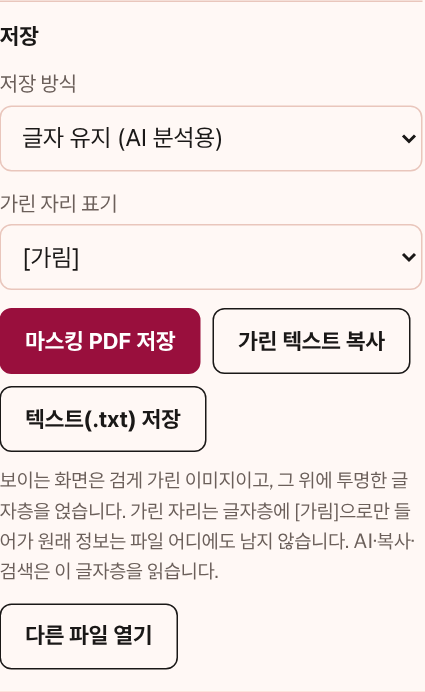 저장
저장 방식
글자 유지 (AI 분석용)
가린 자리 표기
[가림]
마스킹 PDF 저장
가린 텍스트 복사
텍스트(.txt) 저장
보이는 화면은 검게 가린 이미지이고, 그 위에 투명한 글
자층을 얹습니다. 가린 자리는 글자층에 [가림]으로만 들
어가 원래 정보는 파일 어디에도 남지 않습니다. AI·복사·
검색은 이 글자층을 읽습니다.
다른 파일 열기